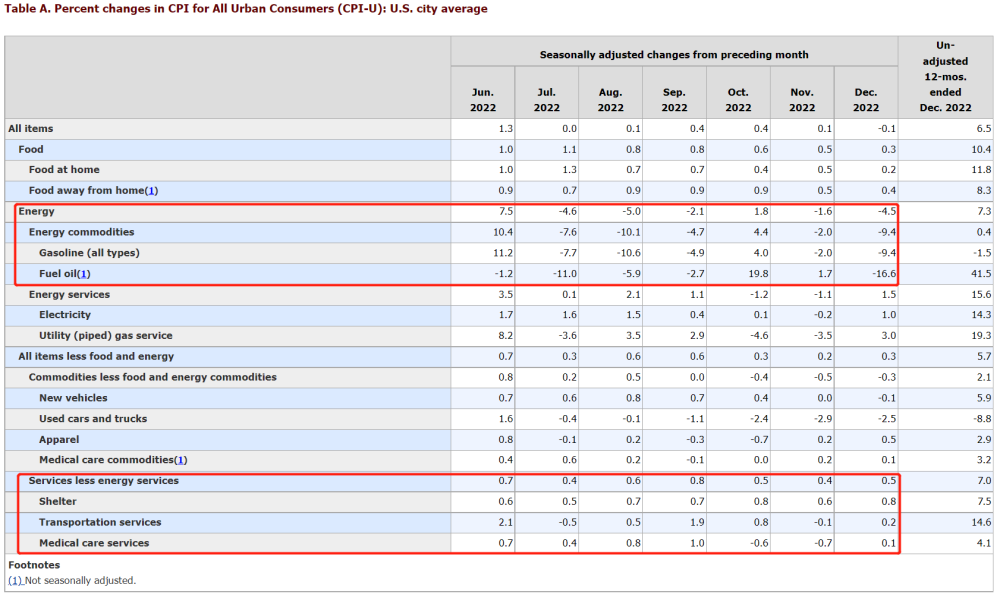 Table A. Percent changes in CPI for All Urban Consumers (CPI-U): U.S. city average
Seasonally adjusted changes from preceding month
Un-
adjusted
12-mos.
ended
Dec. 2022
Jun. Jul. Aug. Sep. Oct. Nov. Dec.
2022 2022 2022 2022 2022 2022 2022
All items 1.3 0.0 0.1 0.4 0.4 0.1 -0.1 6.5
Food 1.0 1.1 0.8 0.8 0.6 0.5 0.3 10.4
Food at home 1.0 1.3 0.7 0.7 0.4 0.5 0.2 11.8
Food away from home(1) 0.9 0.7 0.9 0.9 0.9 0.5 0.4 8.3
Energy 7.5 -4.6 -5.0 -2.1 1.8 -1.6 -4.5 7.3
Energy commodities 10.4 -7.6 -10.1 -4.7 4.4 -2.0 -9.4 0.4
Gasoline (all types) 11.2 -7.7 -10.6 -4.9 4.0 -2.0 -9.4 -1.5
Fuel oil(1) -1.2 -11.0 -5.9 -2.7 19.8 1.7 -16.6 41.5
Energy services 3.5 0.1 2.1 1.1 -1.2 -1.1 1.5 15.6
Electricity 1.7 1.6 1.5 0.4 0.1 -0.2 1.0 14.3
Utility (piped) gas service 8.2 -3.6 3.5 2.9 -4.6 -3.5 3.0 19.3
All items less food and energy 0.7 0.3 0.6 0.6 0.3 0.2 0.3 5.7
Commodities less food and energy commodities 0.8 0.2 0.5 0.0 -0.4 -0.5 -0.3 2.1
New vehicles 0.7 0.6 0.8 0.7 0.4 0.0 -0.1 5.9
Used cars and trucks 1.6 -0.4 -0.1 -1.1 -2.4 -2.9 -2.5 -8.8
Apparel 0.8 -0.1 0.2 -0.3 -0.7 0.2 0.5 2.9
Medical care commodities(1) 0.4 0.6 0.2 -0.1 0.0 0.2 0.1 3.2
Services less energy services 0.7 0.4 0.6 0.8 0.5 0.4 0.5 7.0
Shelter 0.6 0.5 0.7 0.7 0.8 0.6 0.8 7.5
Transportation services 2.1 -0.5 0.5 1.9 0.8 -0.1 0.2 14.6
Medical care services 0.7 0.4 0.8 1.0 -0.6 -0.7 0.1 4.1
Footnotes
(1) Not seasonally adjusted.